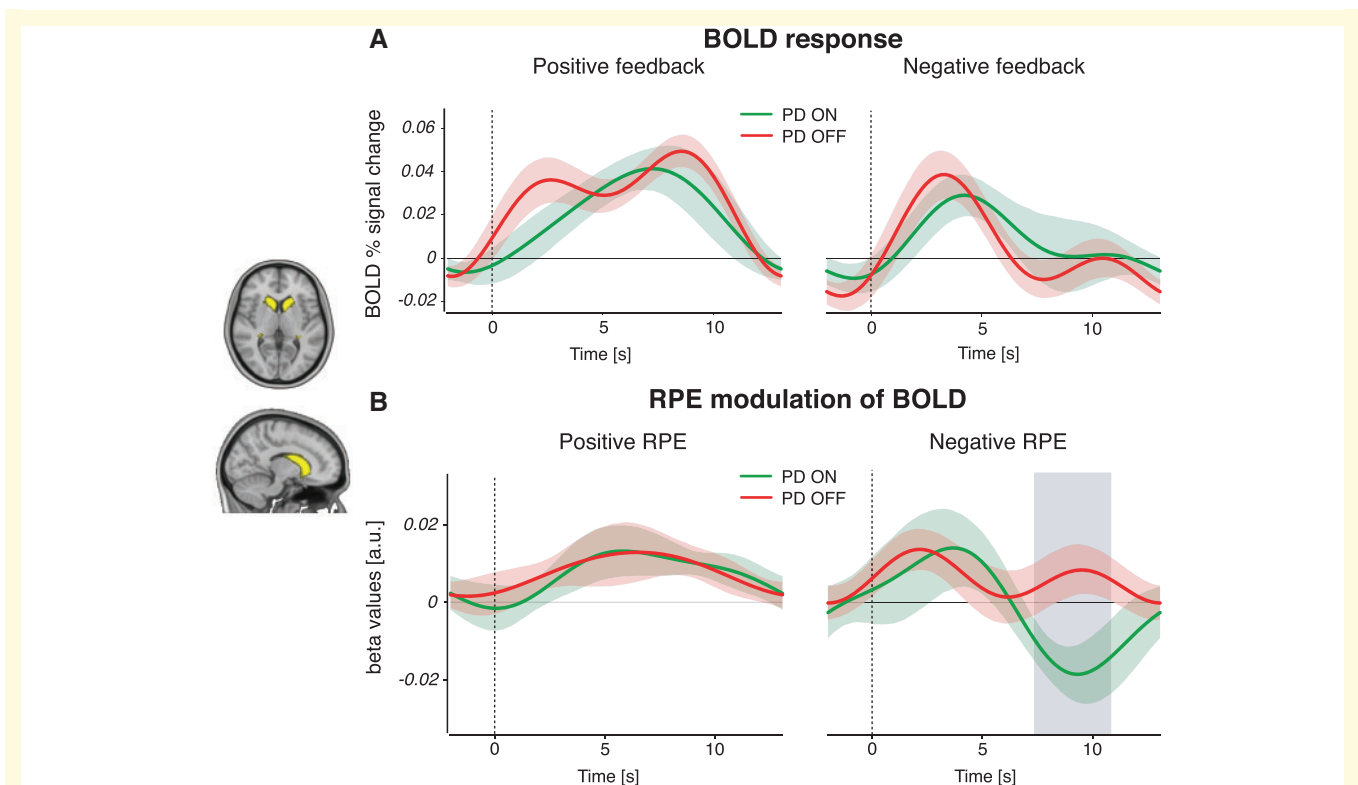 A
BOLD response
Positive feedback
Negative feedback
PD ON
PD OFF
BOLD % signal change
0.06
0.04
0.02
0
-0.02
0
5
10
Time [s]
0
5
10
Time [s]
B
RPE modulation of BOLD
Positive RPE
Negative RPE
PD ON
PD OFF
beta values [a.u.]
0.02
0
-0.02
0
5
10
Time [s]
0
5
10
Time [s]